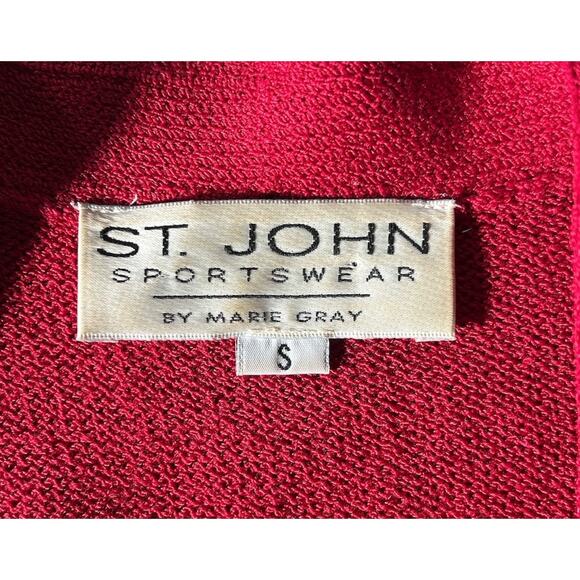 ST. JOHN
SPORTSWEAR
BY MARIE GRAY
S